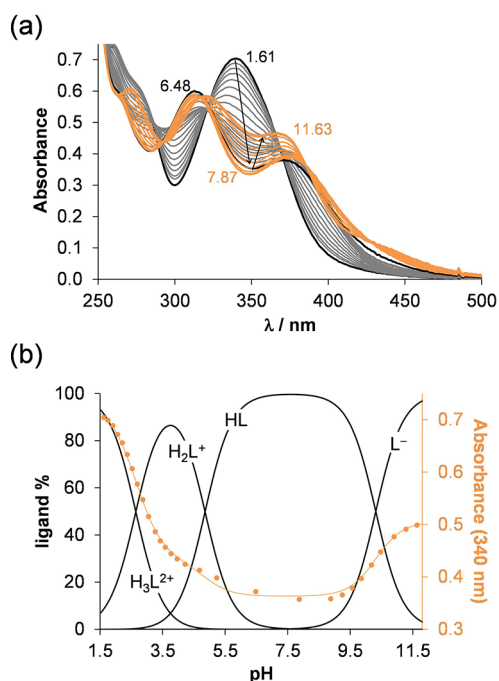 (a)
0.7
0.6
0.5
0.4
0.3
0.2
0.1
0.0
Absorbance
1.61
6.48
11.63
7.87
250 300 350 400 450 500
λ / nm
(b)
100
80
60
40
20
0
ligand %
H₃L²⁺
H₂L⁺
HL
L⁻
0.7
0.6
0.5
0.4
0.3
Absorbance (340 nm)
1.5 3.5 5.5 7.5 9.5 11.5
pH